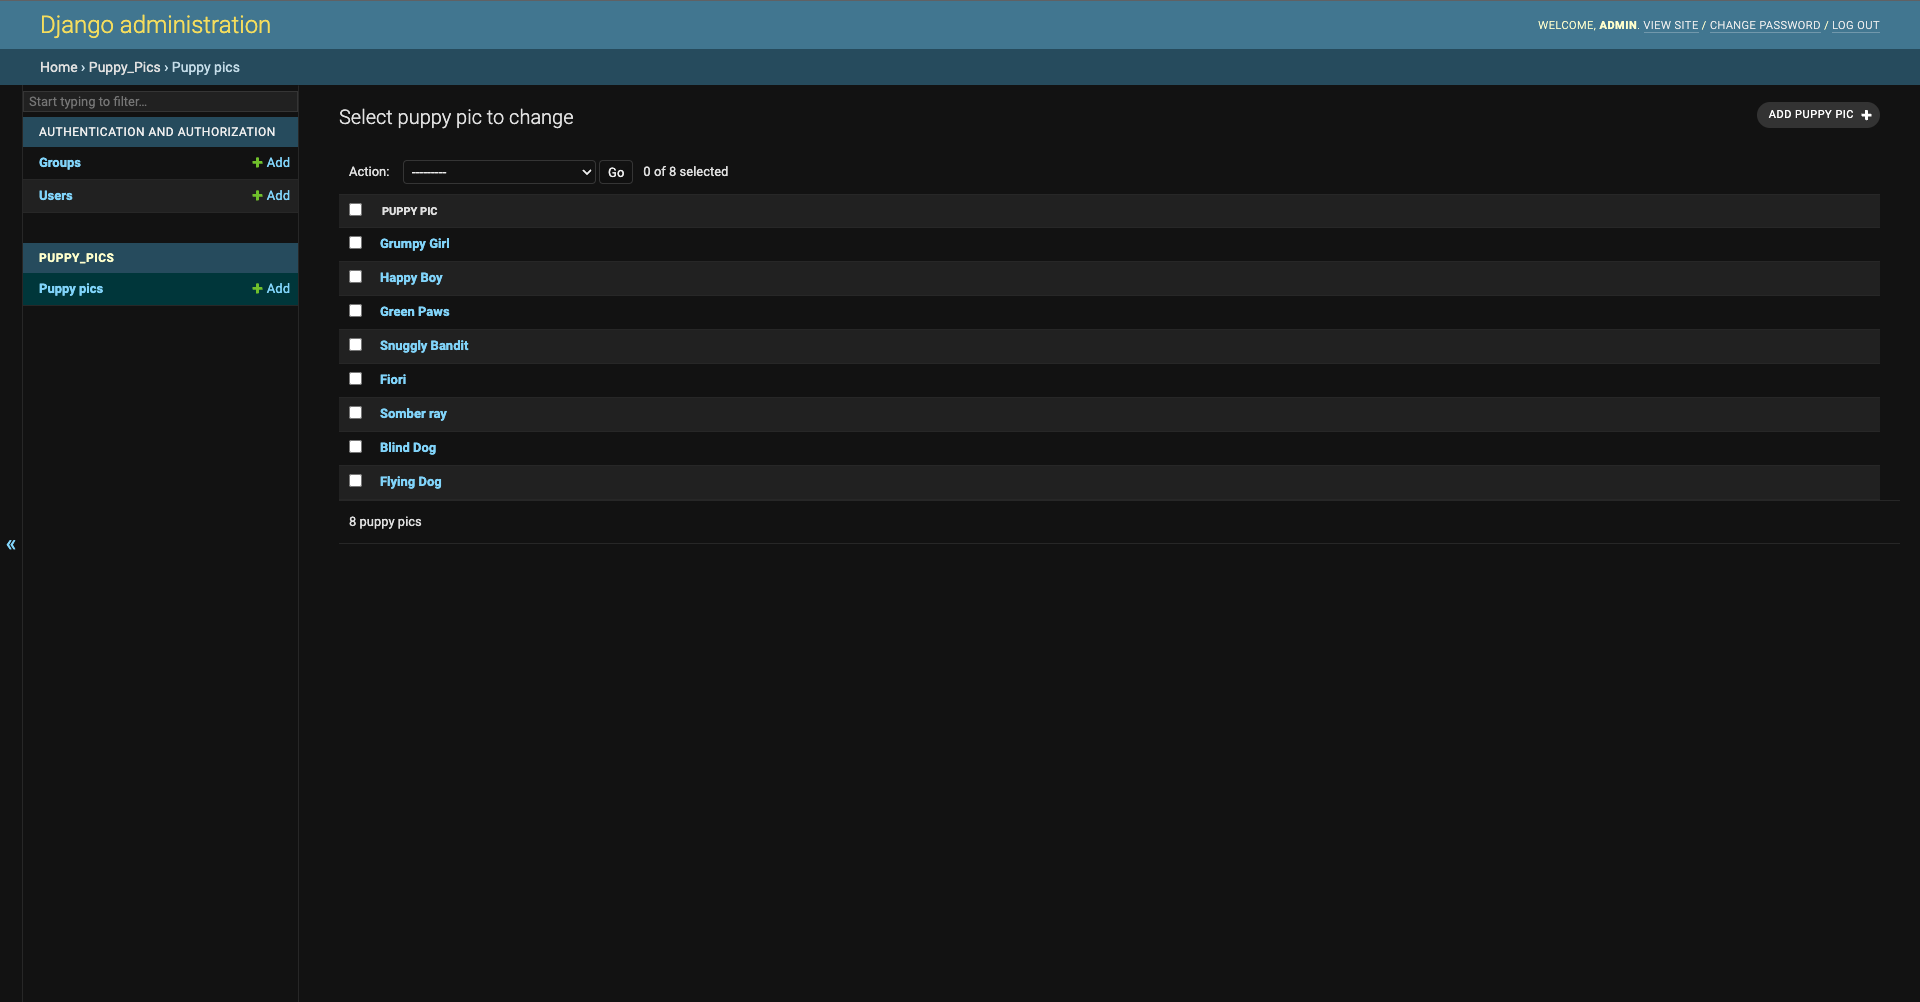 Django administration
WELCOME, ADMIN. VIEW SITE / CHANGE PASSWORD / LOG OUT
Home › Puppy_Pics › Puppy pics
Start typing to filter...
AUTHENTICATION AND AUTHORIZATION
Groups + Add
Users + Add
PUPPY_PICS
Puppy pics + Add
«
Select puppy pic to change
ADD PUPPY PIC +
Action: --------- Go 0 of 8 selected
PUPPY PIC
Grumpy Girl
Happy Boy
Green Paws
Snuggly Bandit
Fiori
Somber ray
Blind Dog
Flying Dog
8 puppy pics